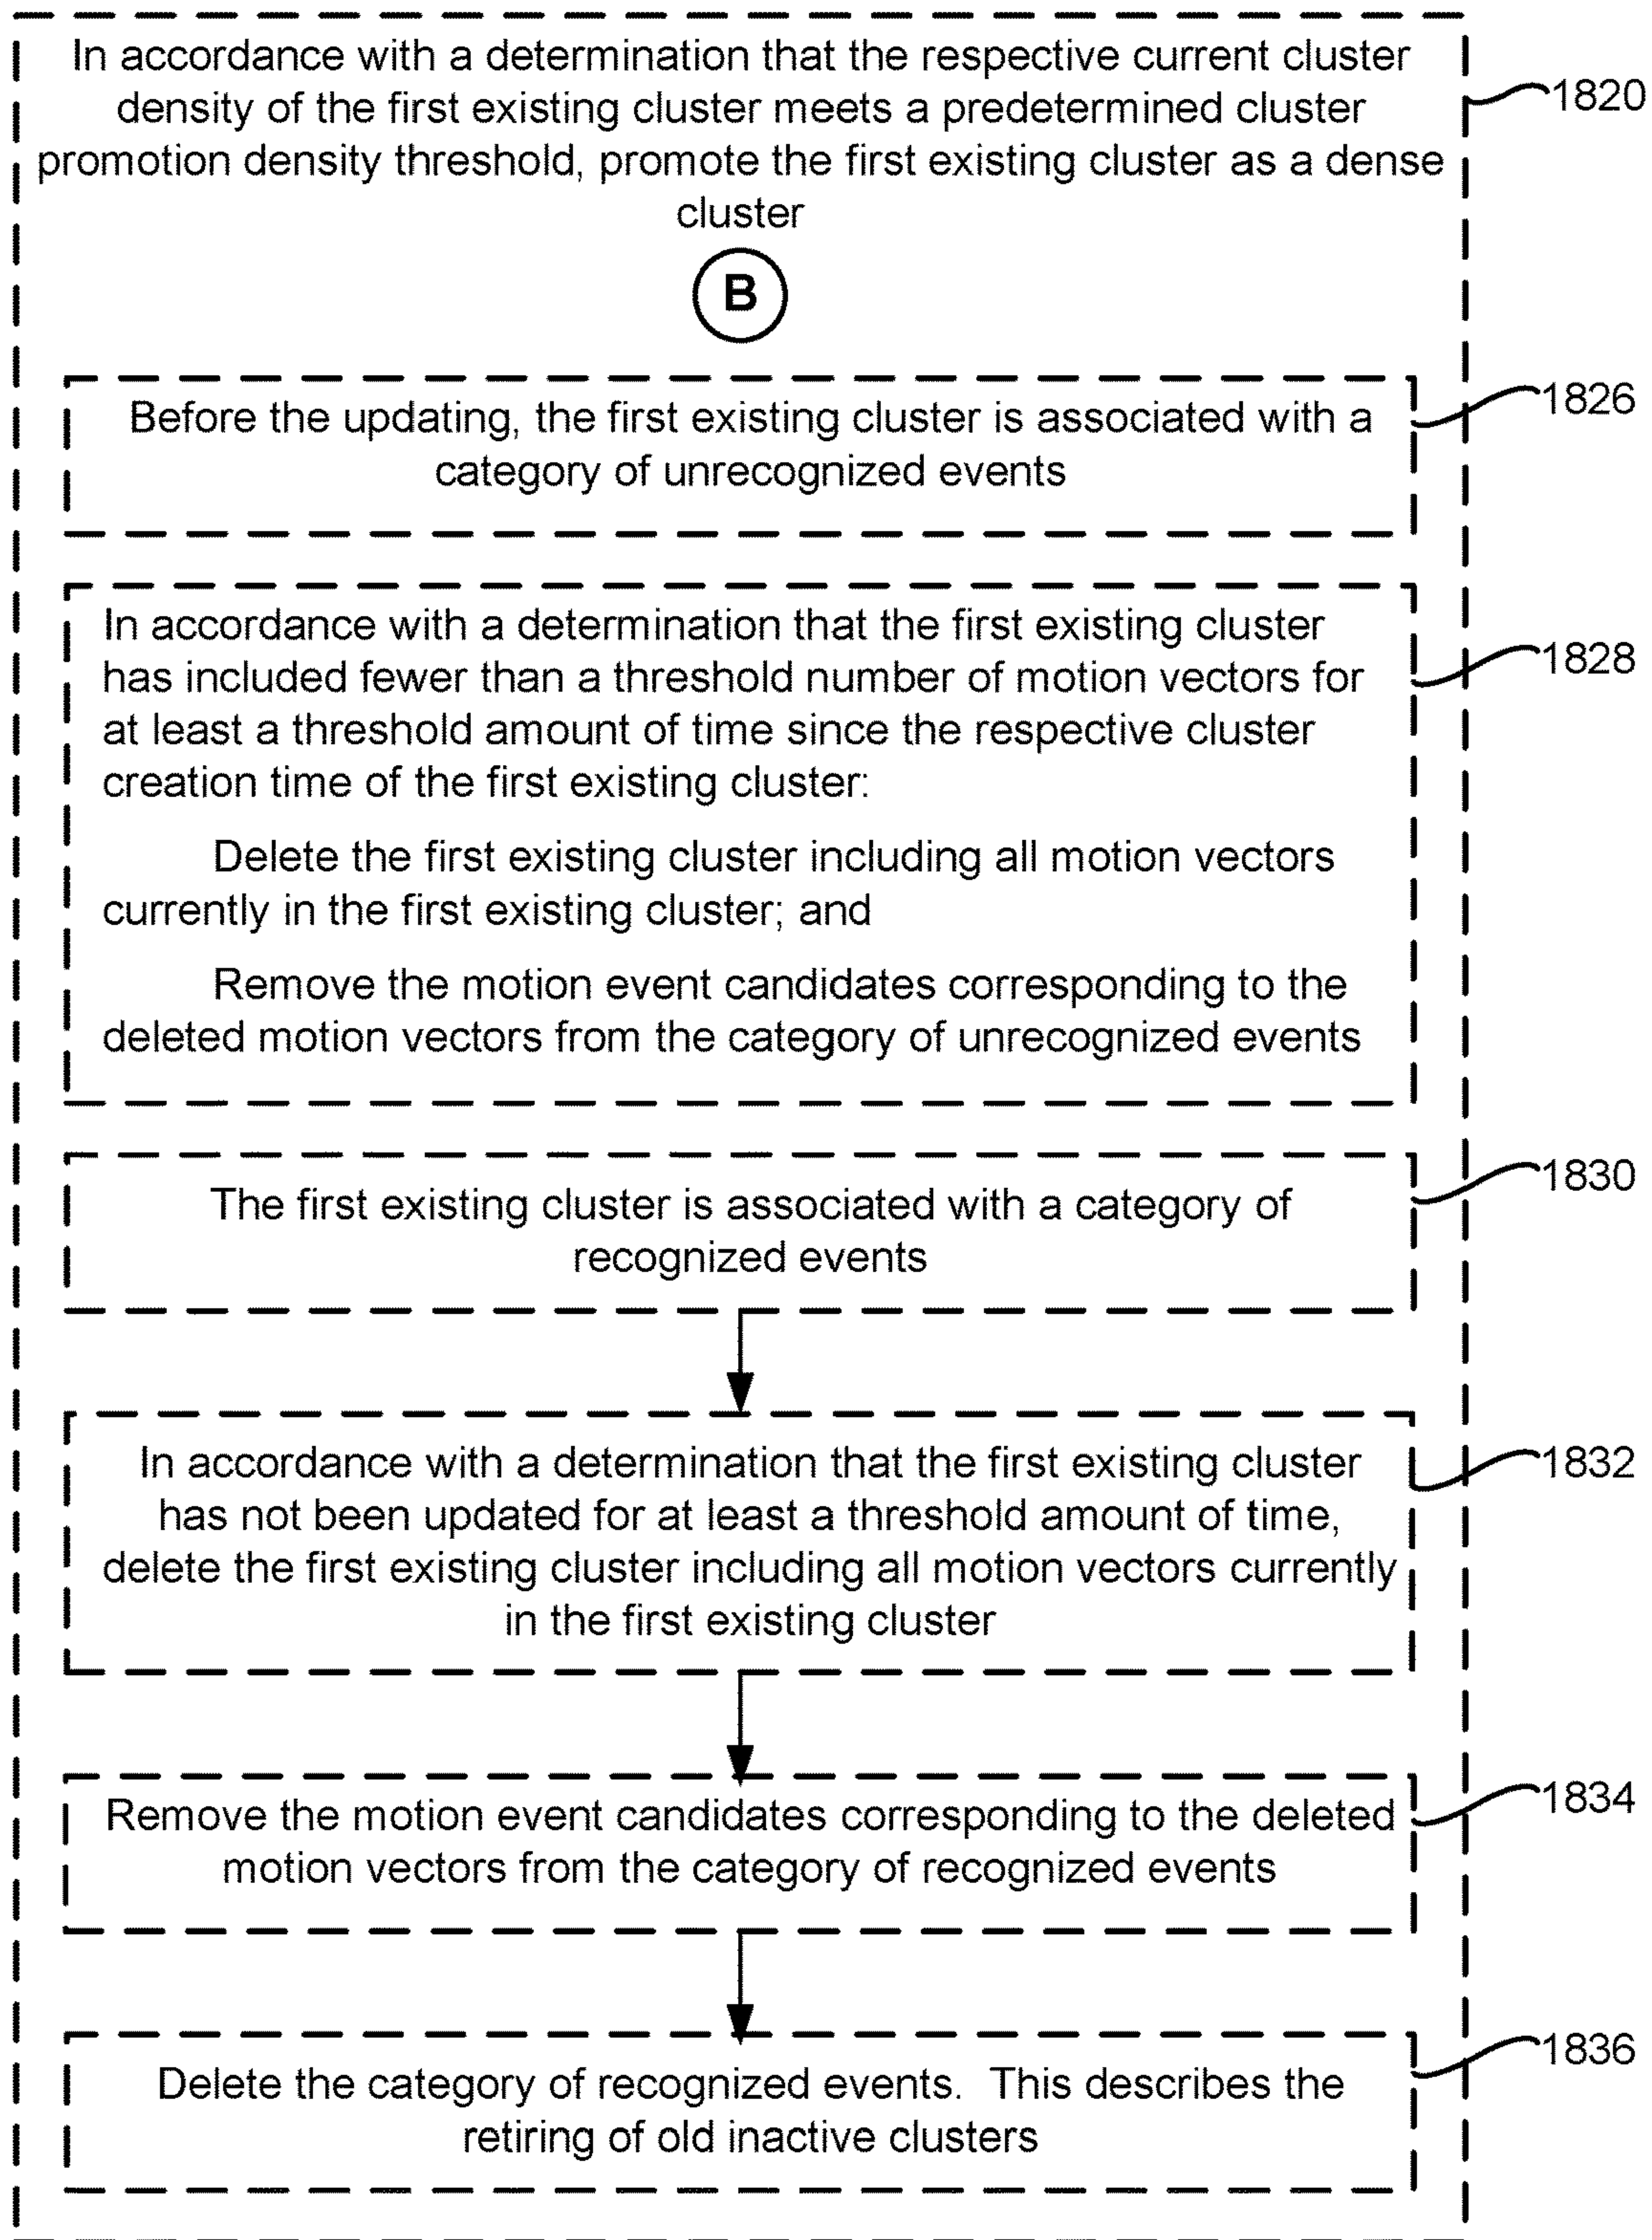 In accordance with a determination that the respective current cluster
density of the first existing cluster meets a predetermined cluster
promotion density threshold, promote the first existing cluster as a dense
cluster
1820
B
Before the updating, the first existing cluster is associated with a
category of unrecognized events
1826
In accordance with a determination that the first existing cluster
has included fewer than a threshold number of motion vectors for
at least a threshold amount of time since the respective cluster
creation time of the first existing cluster:
Delete the first existing cluster including all motion vectors
currently in the first existing cluster; and
Remove the motion event candidates corresponding to the
deleted motion vectors from the category of unrecognized events
1828
The first existing cluster is associated with a category of
recognized events
1830
In accordance with a determination that the first existing cluster
has not been updated for at least a threshold amount of time,
delete the first existing cluster including all motion vectors currently
in the first existing cluster
1832
Remove the motion event candidates corresponding to the deleted
motion vectors from the category of recognized events
1834
Delete the category of recognized events.  This describes the
retiring of old inactive clusters
1836